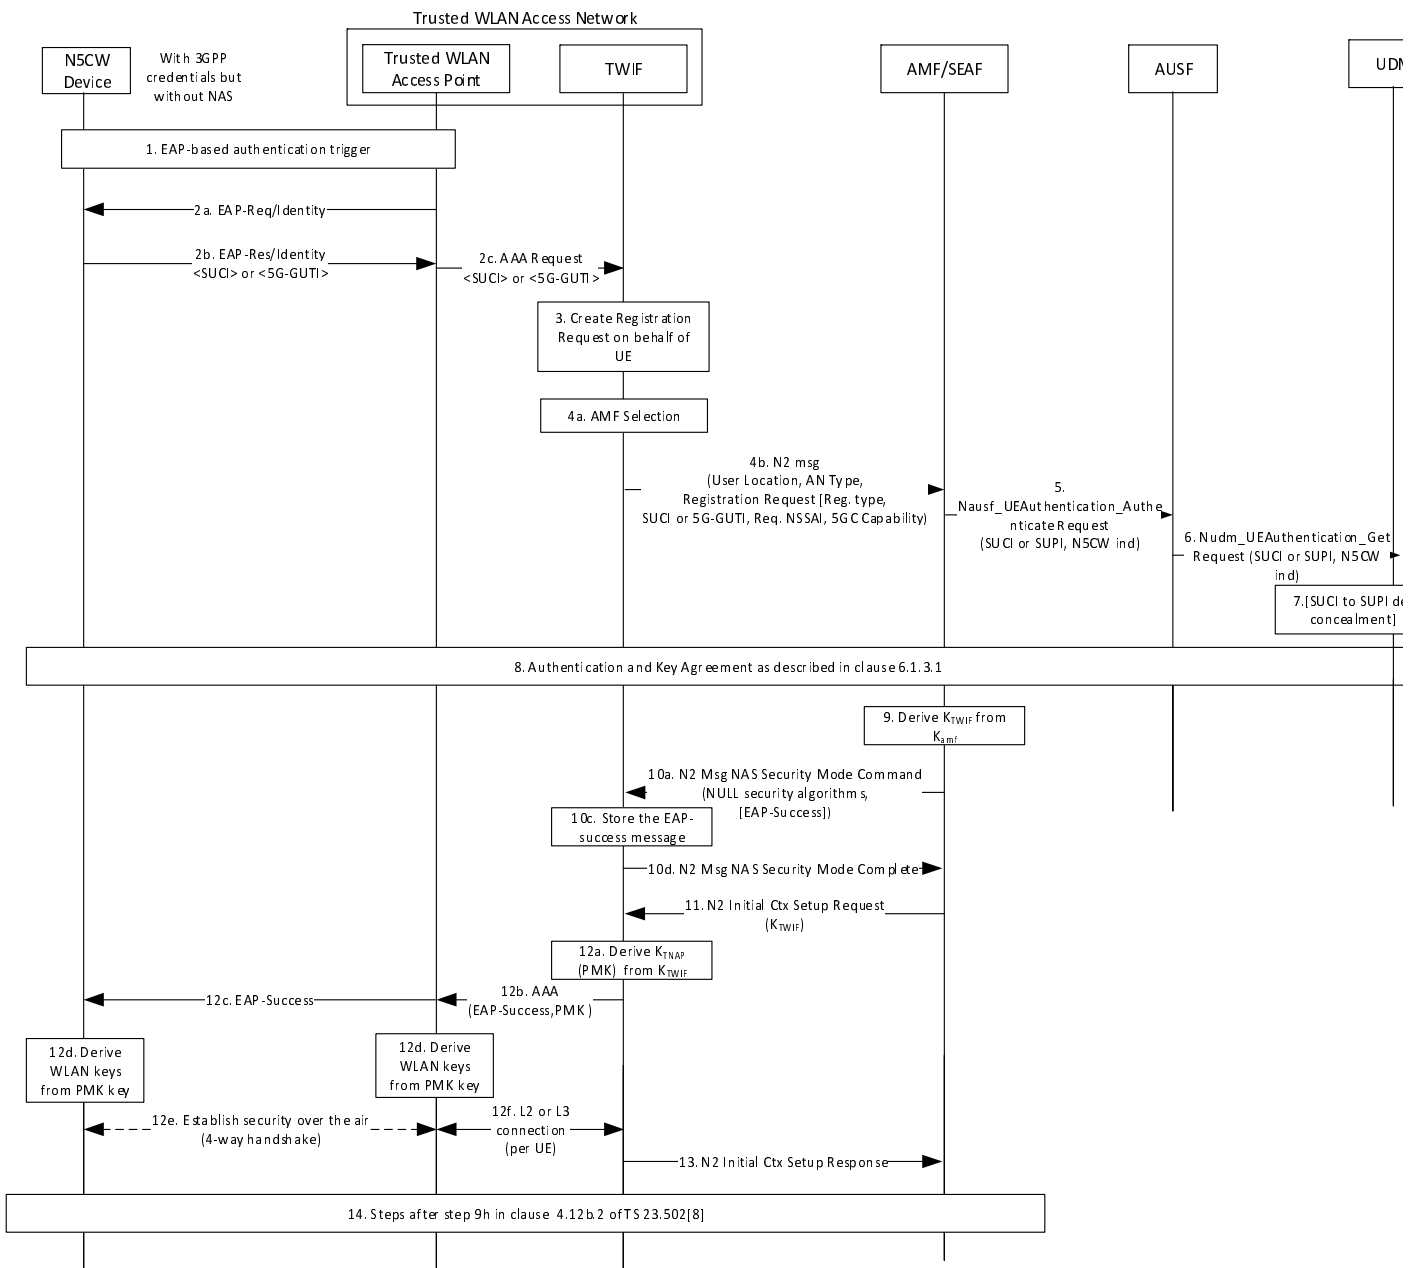 Trusted WLAN Access Network
N5CW
Device
With 3GPP
credentials but
without NAS
Trusted WLAN
Access Point
TWIF
AMF/SEAF
AUSF
UDM
1. EAP-based authentication trigger
2a. EAP-Req/Identity
2b. EAP-Res/Identity
<SUCI> or <5G-GUTI>
2c. AAA Request
<SUCI> or <5G-GUTI>
3. Create Registration
Request on behalf of
UE
4a. AMF Selection
4b. N2 msg
(User Location, AN Type,
Registration Request [Reg. type,
SUCI or 5G-GUTI, Req. NSSAI, 5GC Capability)
5.
Nausf_UEAuthentication_Authe
nticate Request
(SUCI or SUPI, N5CW ind)
6. Nudm_UEAuthentication_Get
Request (SUCI or SUPI, N5CW
ind)
7.[SUCI to SUPI de
concealment]
8. Authentication and Key Agreement as described in clause 6.1.3.1
9. Derive KTWIF from
Kamf
10a. N2 Msg NAS Security Mode Command
(NULL security algorithms,
[EAP-Success])
10c. Store the EAP-
success message
10d. N2 Msg NAS Security Mode Complete
11. N2 Initial Ctx Setup Request
(KTWIF)
12a. Derive KTNAP
(PMK) from KTWIF
12b. AAA
(EAP-Success,PMK )
12c. EAP-Success
12d. Derive
WLAN keys
from PMK key
12d. Derive
WLAN keys
from PMK key
12e. Establish security over the air
(4-way handshake)
12f. L2 or L3
connection
(per UE)
13. N2 Initial Ctx Setup Response
14. Steps after step 9h in clause 4.12b.2 of TS 23.502[8]